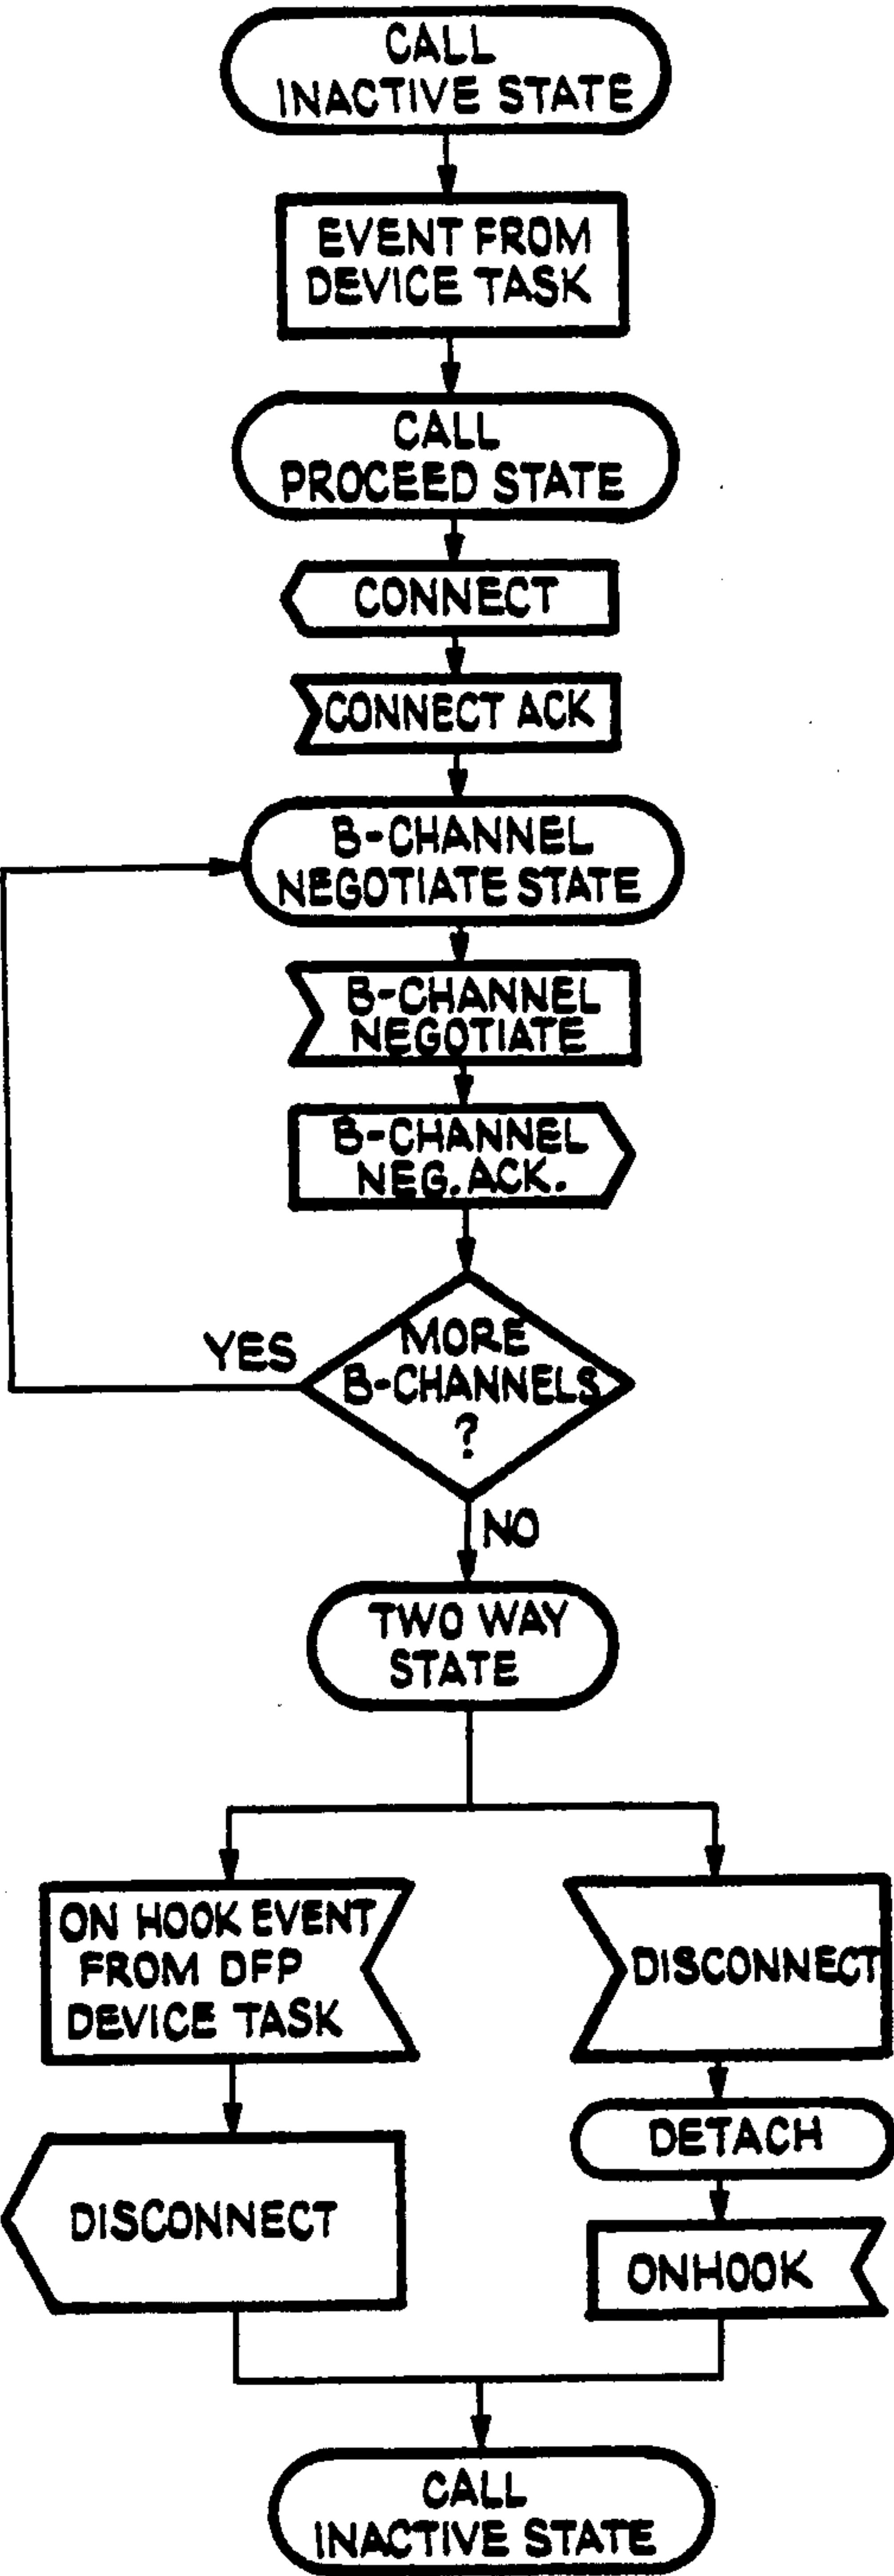 CALL
INACTIVE STATE
EVENT FROM
DEVICE TASK
CALL
PROCEED STATE
CONNECT
CONNECT ACK
B-CHANNEL
NEGOTIATE STATE
B-CHANNEL
NEGOTIATE
B-CHANNEL
NEG. ACK.
YES
MORE
B-CHANNELS
?
NO
TWO WAY
STATE
ON HOOK EVENT
FROM DFP
DEVICE TASK
DISCONNECT
DISCONNECT
DETACH
ONHOOK
CALL
INACTIVE STATE